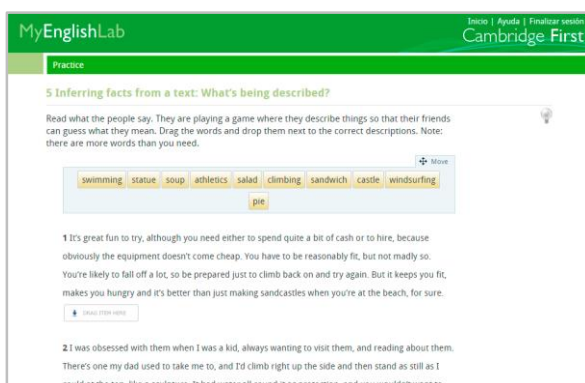 MyEnglishLab
Inicio | Ayuda | Finalizar sesión
Cambridge First
Practice
5 Inferring facts from a text: What's being described?
Read what the people say. They are playing a game where they describe things so that their friends
can guess what they mean. Drag the words and drop them next to the correct descriptions. Note:
there are more words than you need.
Move
swimming statue soup athletics salad climbing sandwich castle windsurfing
pie
1 It's great fun to try, although you need either to spend quite a bit of cash or to hire, because
obviously the equipment doesn't come cheap. You have to be reasonably fit, but not madly so.
You're likely to fall off a lot, so be prepared just to climb back on and try again. But it keeps you fit,
makes you hungry and it's better than just making sandcastles when you're at the beach, for sure.
DRAG ITEM HERE
2 I was obsessed with them when I was a kid, always wanting to visit them, and reading about them.
There's one my dad used to take me to, and I'd climb right up the side and then stand as still as I